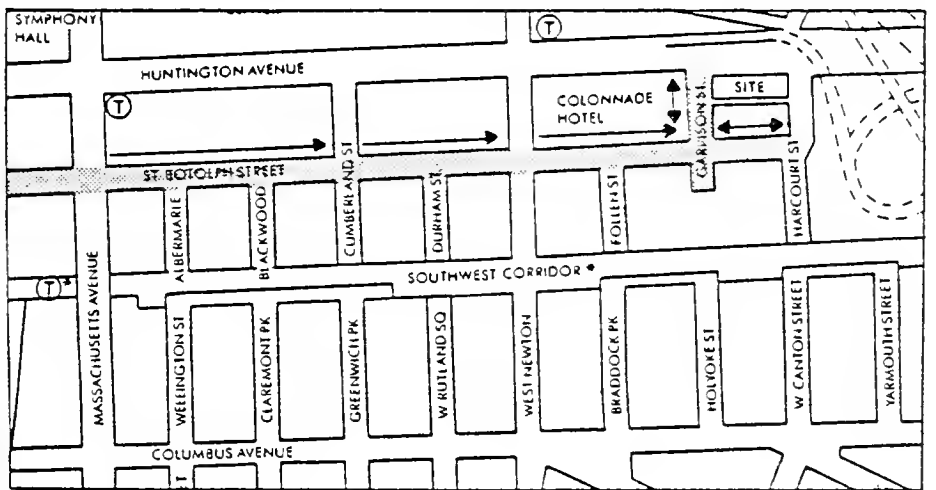 SYMPHONY
HALL
T
HUNTINGTON AVENUE
T
COLONNADE
HOTEL
GARRISON ST.
SITE
ST. BOTOLPH STREET
ALBERMARLE
BLACKWOOD
CUMBERLAND ST
DURHAM ST.
FOLLEN ST.
HARCOURT ST
SOUTHWEST CORRIDOR *
T *
MASSACHUSETTS AVENUE
WELLINGTON ST
CLAREMONT PK
GREENWICH PK
W RUTLAND SQ
WEST NEWTON
BRADDOCK PK
HOLYOKE ST
W CANTON STREET
YARMOUTH STREET
COLUMBUS AVENUE
T